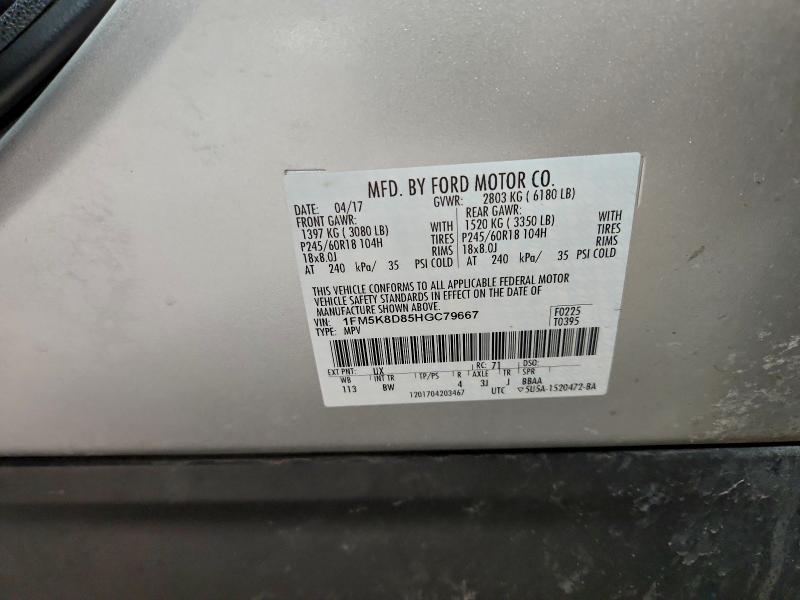 MFD. BY FORD MOTOR CO.
DATE: 04/17 GVWR: 2803 KG ( 6180 LB)
FRONT GAWR: REAR GAWR:
1397 KG ( 3080 LB) WITH 1520 KG ( 3350 LB) WITH
P245/60R18 104H TIRES P245/60R18 104H TIRES
18x8.0J RIMS 18x8.0J RIMS
AT 240 kPa/ 35 PSI COLD AT 240 kPa/ 35 PSI COLD
THIS VEHICLE CONFORMS TO ALL APPLICABLE FEDERAL MOTOR
VEHICLE SAFETY STANDARDS IN EFFECT ON THE DATE OF
MANUFACTURE SHOWN ABOVE.
VIN: 1FM5K8D85HGC79667 F0225
TYPE: MPV T0395
EXT PNT: UX RC: 71 DSO:
WB INT TR TP/PS R AXLE TR SPR
113 BW 4 3J J BBAA
1201704203467 UTC 5U5A-1520472-BA